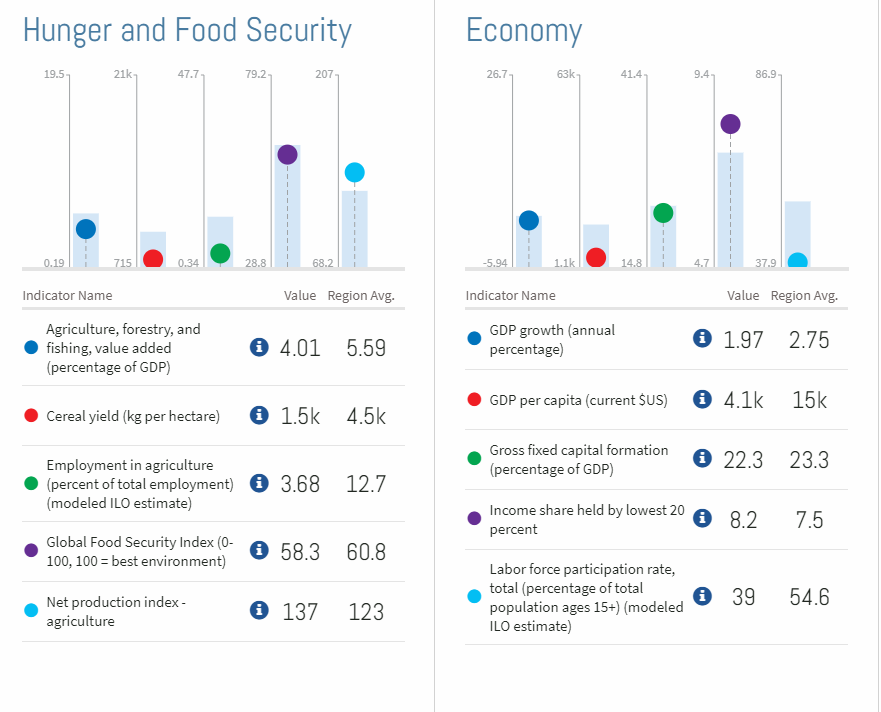 Hunger and Food Security
19.5 21k 47.7 79.2 207
0.19 715 0.34 28.8 68.2
Indicator Name Value Region Avg.
Agriculture, forestry, and
fishing, value added
(percentage of GDP)
4.01 5.59
Cereal yield (kg per hectare) 1.5k 4.5k
Employment in agriculture
(percent of total employment)
(modeled ILO estimate)
3.68 12.7
Global Food Security Index (0-
100, 100 = best environment)
58.3 60.8
Net production index -
agriculture
137 123
Economy
26.7 63k 41.4 9.4 86.9
-5.94 1.1k 14.8 4.7 37.9
Indicator Name Value Region Avg.
GDP growth (annual
percentage)
1.97 2.75
GDP per capita (current $US) 4.1k 15k
Gross fixed capital formation
(percentage of GDP)
22.3 23.3
Income share held by lowest 20
percent
8.2 7.5
Labor force participation rate,
total (percentage of total
population ages 15+) (modeled
ILO estimate)
39 54.6